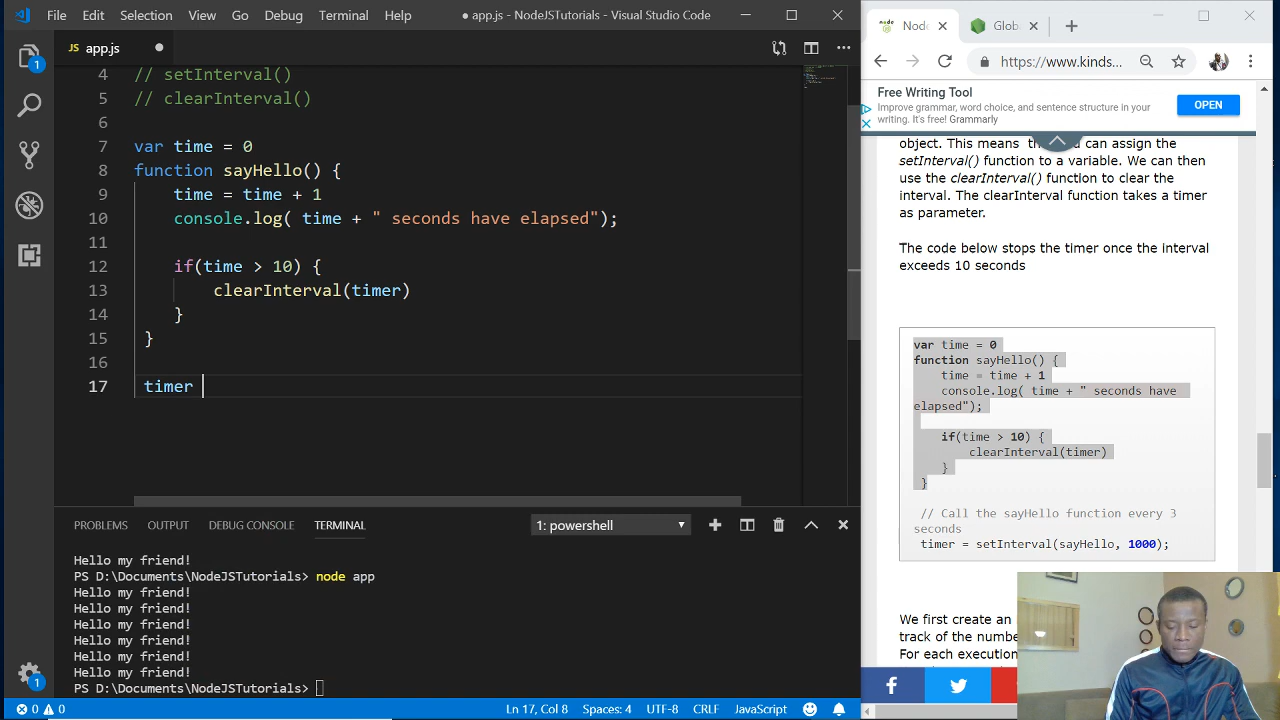 File Edit Selection View Go Debug Terminal Help
● app.js - NodeJSTutorials - Visual Studio Code
JS app.js ●
4 // setInterval()
5 // clearInterval()
6
7 var time = 0
8 function sayHello() {
9 time = time + 1
10 console.log( time + " seconds have elapsed");
11
12 if(time > 10) {
13 clearInterval(timer)
14 }
15 }
16
17 timer
PROBLEMS OUTPUT DEBUG CONSOLE TERMINAL
1: powershell
Hello my friend!
PS D:\Documents\NodeJSTutorials> node app
Hello my friend!
Hello my friend!
Hello my friend!
Hello my friend!
Hello my friend!
Hello my friend!
PS D:\Documents\NodeJSTutorials>
1
1
0 0
Ln 17, Col 8 Spaces: 4 UTF-8 CRLF JavaScript
Node
Glob
https://www.kinds...
Free Writing Tool
Improve grammar, word choice, and sentence structure in your
writing. It's free! Grammarly
OPEN
object. This means can assign the
setInterval() function to a variable. We can then
use the clearInterval() function to clear the
interval. The clearInterval function takes a timer
as parameter.
The code below stops the timer once the interval
exceeds 10 seconds
var time = 0
function sayHello() {
time = time + 1
console.log( time + " seconds have
elapsed");
if(time > 10) {
clearInterval(timer)
}
}
// Call the sayHello function every 3
seconds
timer = setInterval(sayHello, 1000);
We first create an
track of the numbe
For each execution